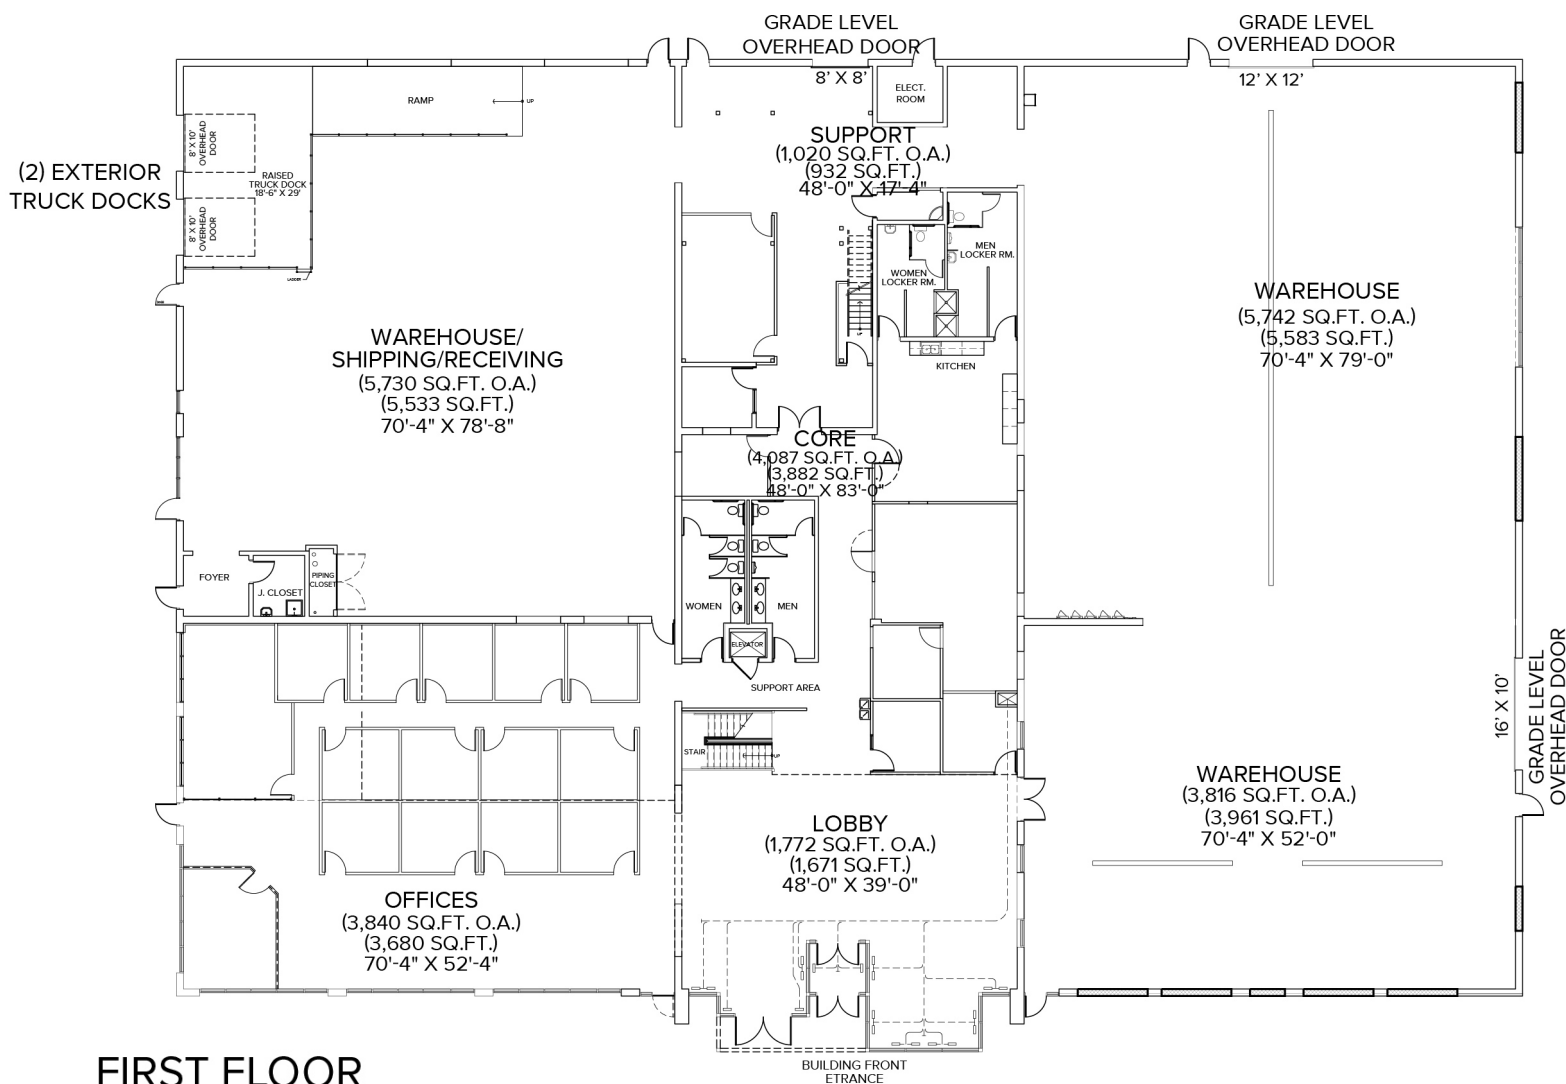 GRADE LEVEL
OVERHEAD DOOR
8' X 8'
GRADE LEVEL
OVERHEAD DOOR
12' X 12'
RAMP
UP
ELECT.
ROOM
8' X 10'
OVERHEAD
DOOR
(2) EXTERIOR
TRUCK DOCKS
RAISED
TRUCK DOCK
18'-6" X 29'
8' X 10'
OVERHEAD
DOOR
LADDER
SUPPORT
(1,020 SQ.FT. O.A.)
(932 SQ.FT.)
48'-0" X 17'-4"
MEN
LOCKER RM.
WOMEN
LOCKER RM.
KITCHEN
WAREHOUSE/
SHIPPING/RECEIVING
(5,730 SQ.FT. O.A.)
(5,533 SQ.FT.)
70'-4" X 78'-8"
WAREHOUSE
(5,742 SQ.FT. O.A.)
(5,583 SQ.FT.)
70'-4" X 79'-0"
CORE
(4,087 SQ.FT. O.A.)
(3,882 SQ.FT.)
48'-0" X 83'-0"
FOYER
J. CLOSET
PIPING
CLOSET
WOMEN
MEN
ELEVATOR
SUPPORT AREA
STAIR
UP
16' X 10'
GRADE LEVEL
OVERHEAD DOOR
WAREHOUSE
(3,816 SQ.FT. O.A.)
(3,961 SQ.FT.)
70'-4" X 52'-0"
LOBBY
(1,772 SQ.FT. O.A.)
(1,671 SQ.FT.)
48'-0" X 39'-0"
OFFICES
(3,840 SQ.FT. O.A.)
(3,680 SQ.FT.)
70'-4" X 52'-4"
BUILDING FRONT
ETRANCE
FIRST FLOOR